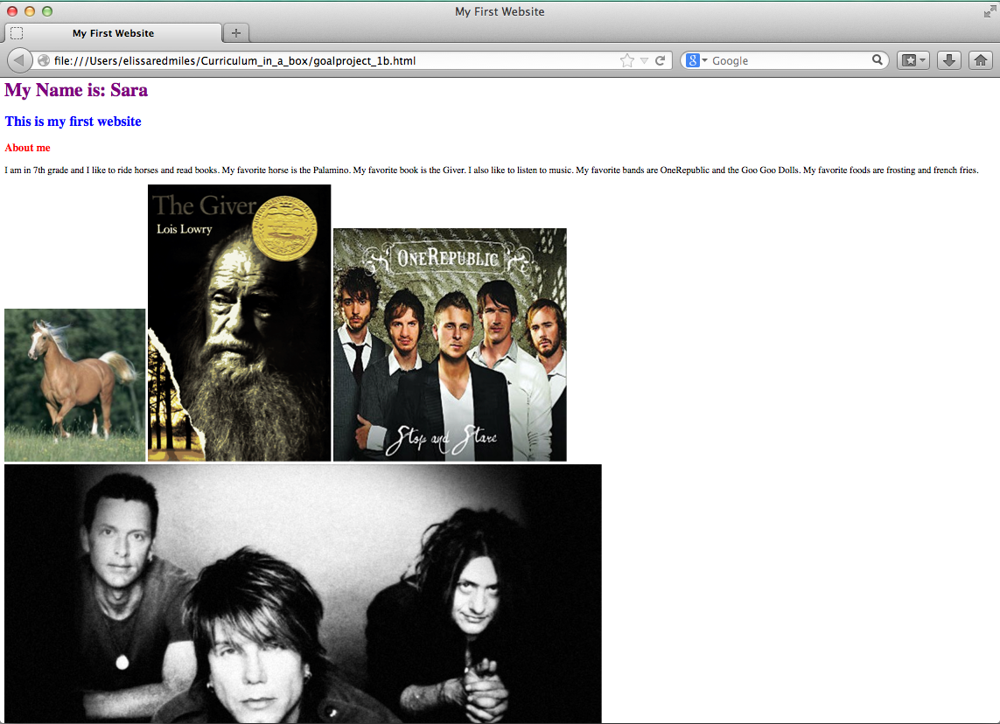 My First Website
My First Website
file:///Users/elissaredmiles/Curriculum_in_a_box/goalproject_1b.html
Google
My Name is: Sara
This is my first website
About me
I am in 7th grade and I like to ride horses and read books. My favorite horse is the Palamino. My favorite book is the Giver. I also like to listen to music. My favorite bands are OneRepublic and the Goo Goo Dolls. My favorite foods are frosting and french fries.
The Giver
Lois Lowry
OneRepublic
Stop and Stare